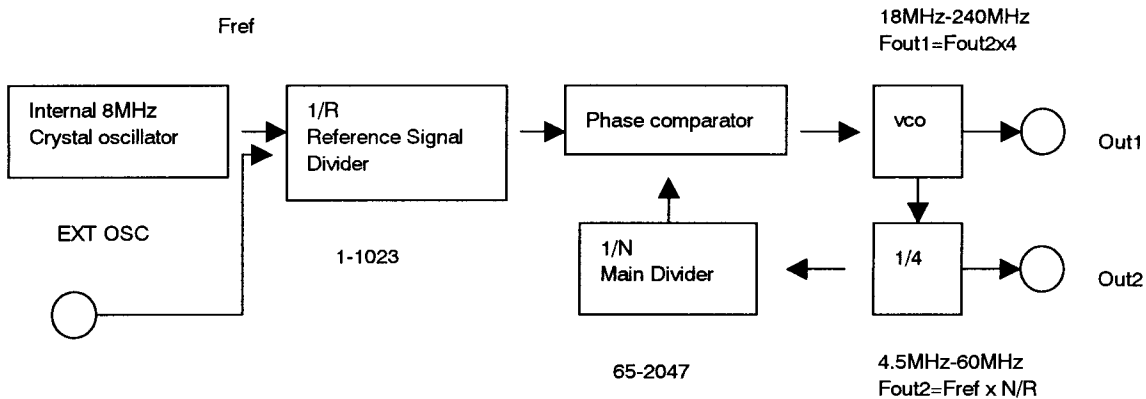 Fref
18MHz-240MHz
Fout1=Fout2x4
Internal 8MHz
Crystal oscillator
1/R
Reference Signal
Divider
Phase comparator
vco
Out1
EXT OSC
1-1023
1/N
Main Divider
1/4
Out2
65-2047
4.5MHz-60MHz
Fout2=Fref x N/R